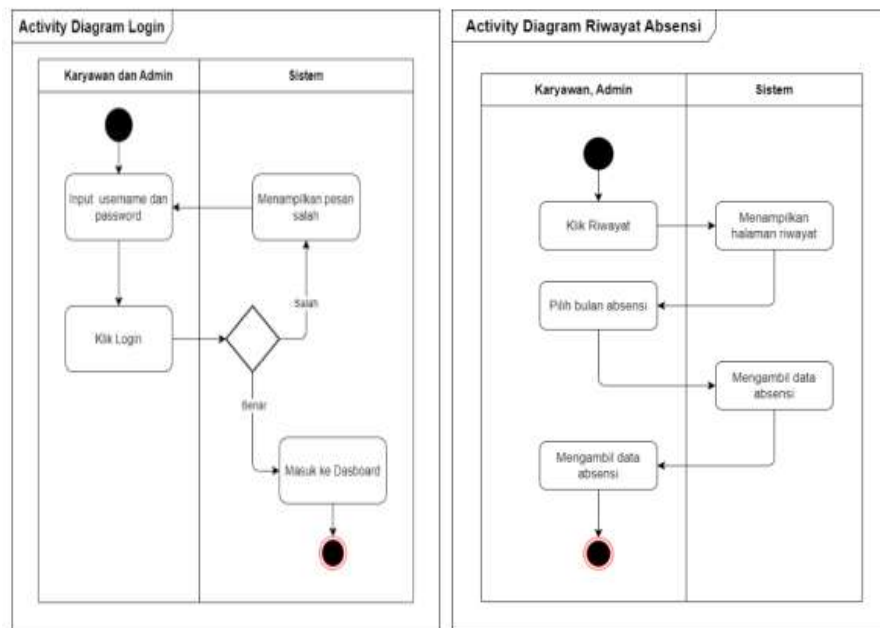 Activity Diagram Login
Karyawan dan Admin
Sistem
Input username dan
password
Menampilkan pesan
salah
Salah
Klik Login
Benar
Masuk ke Dasboard
Activity Diagram Riwayat Absensi
Karyawan, Admin
Sistem
Klik Riwayat
Menampilkan
halaman riwayat
Pilih bulan absensi
Mengambil data
absensi
Mengambil data
absensi